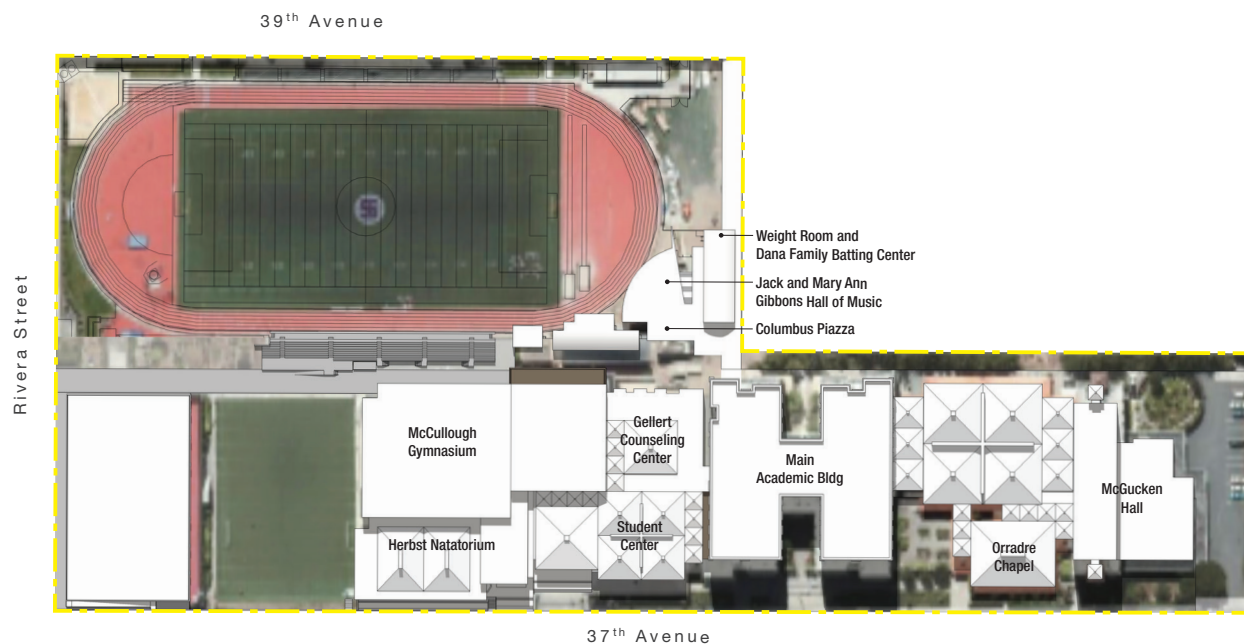 39th Avenue
Rivera Street
Weight Room and
Dana Family Batting Center
Jack and Mary Ann
Gibbons Hall of Music
Columbus Piazza
McCullough
Gymnasium
Gellert
Counseling
Center
Main
Academic Bldg
McGucken
Hall
Herbst Natatorium
Student
Center
Orradre
Chapel
37th Avenue